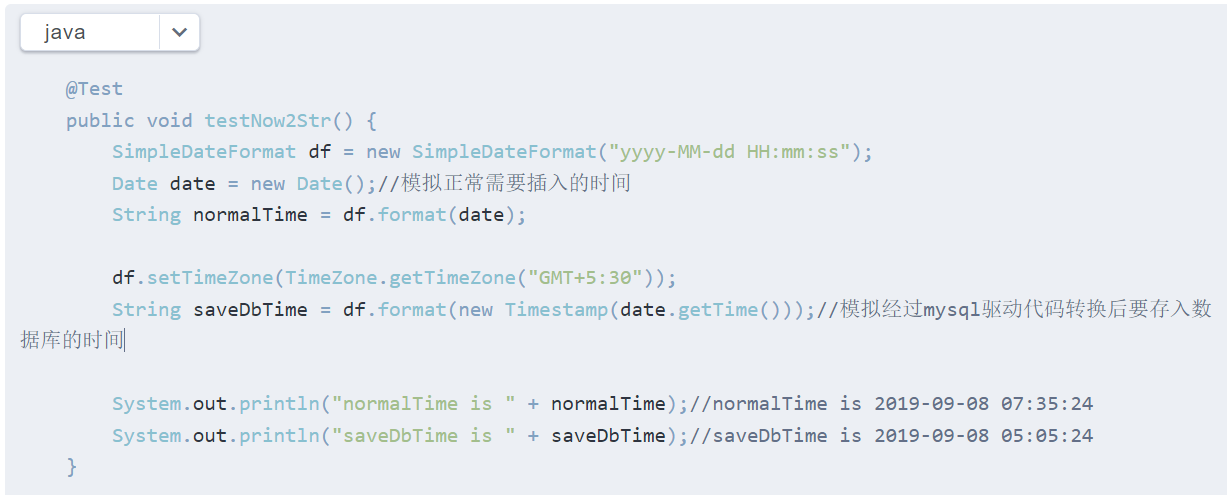 java
@Test
public void testNow2Str() {
SimpleDateFormat df = new SimpleDateFormat("yyyy-MM-dd HH:mm:ss");
Date date = new Date();//模拟正常需要插入的时间
String normalTime = df.format(date);
df.setTimeZone(TimeZone.getTimeZone("GMT+5:30"));
String saveDbTime = df.format(new Timestamp(date.getTime()));//模拟经过mysql驱动代码转换后要存入数
据库的时间
System.out.println("normalTime is " + normalTime);//normalTime is 2019-09-08 07:35:24
System.out.println("saveDbTime is " + saveDbTime);//saveDbTime is 2019-09-08 05:05:24
}